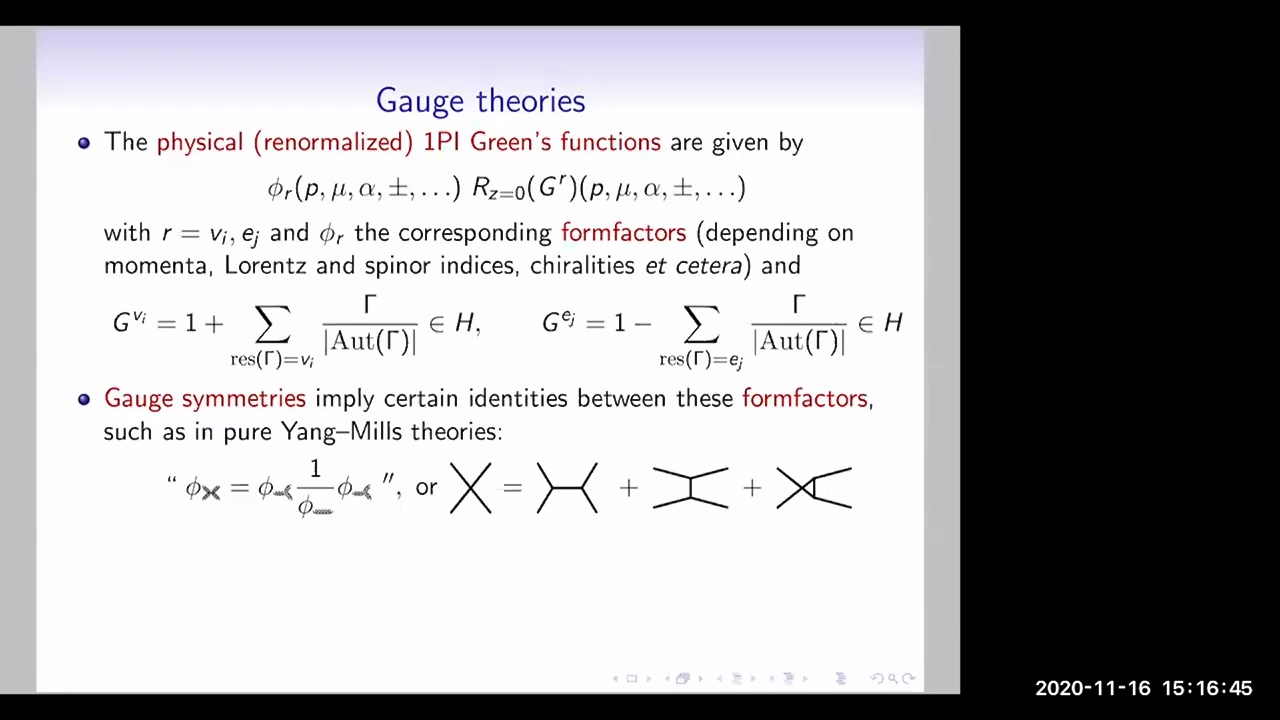 Gauge theories
The physical (renormalized) 1PI Green's functions are given by
ϕ_r(p, μ, α, ±, …) R_{z=0}(G^r)(p, μ, α, ±, …)
with r = v_i, e_j and ϕ_r the corresponding formfactors (depending on
momenta, Lorentz and spinor indices, chiralities et cetera) and
G^{v_i} = 1 + ∑_{res(Γ)=v_i} Γ/|Aut(Γ)| ∈ H, G^{e_j} = 1 − ∑_{res(Γ)=e_j} Γ/|Aut(Γ)| ∈ H
Gauge symmetries imply certain identities between these formfactors,
such as in pure Yang–Mills theories:
“ ϕ = ϕ 1/ϕ ϕ ”, or = + +
2020-11-16 15:16:45